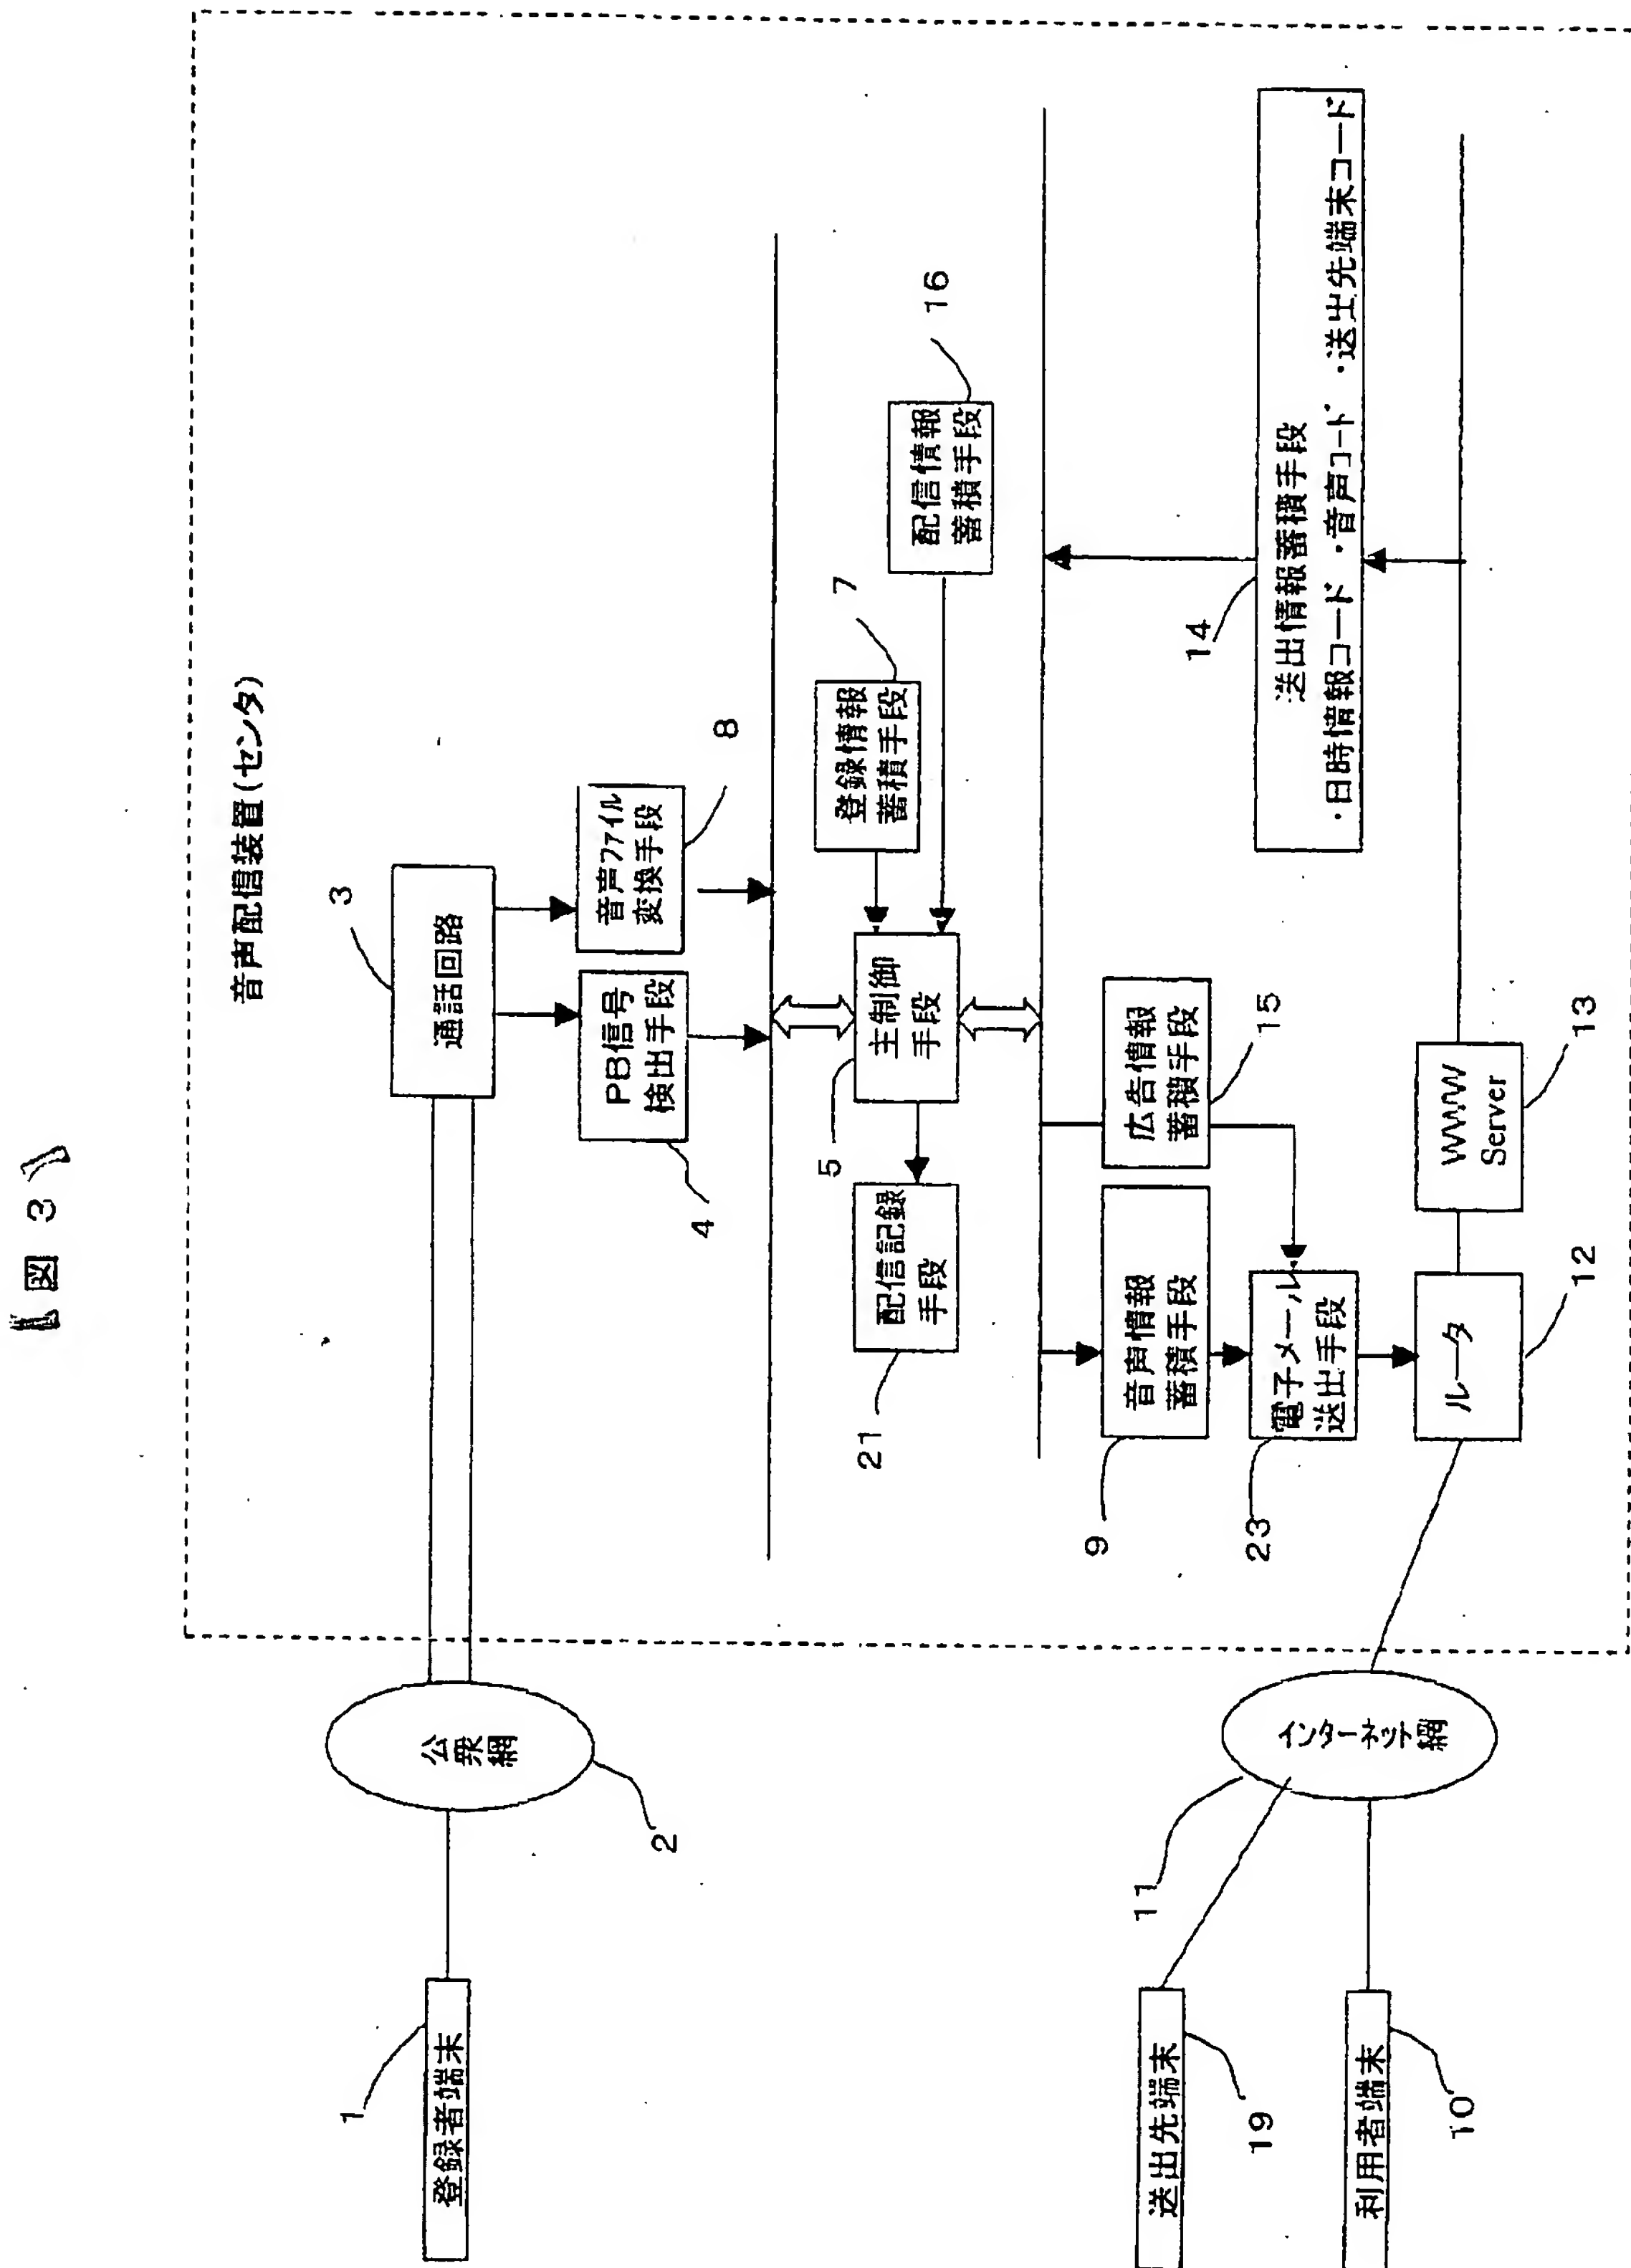 【図3】
音声配信装置(センタ)
3
通話回路
PB信号
検出手段
4
音声ファイル
変換手段
8
公衆網
2
1
登録者端末
5
主制御
手段
登録情報
蓄積手段
7
配信情報
蓄積手段
16
配信記録
手段
21
音声情報
蓄積手段
9
広告情報
蓄積手段
15
電子メール
送出手段
23
14
送出情報蓄積手段
・日時情報コード ・音声コード ・送出先端末コード
ルータ
12
WWW
Server
13
インターネット網
11
送出先端末
19
利用者端末
10